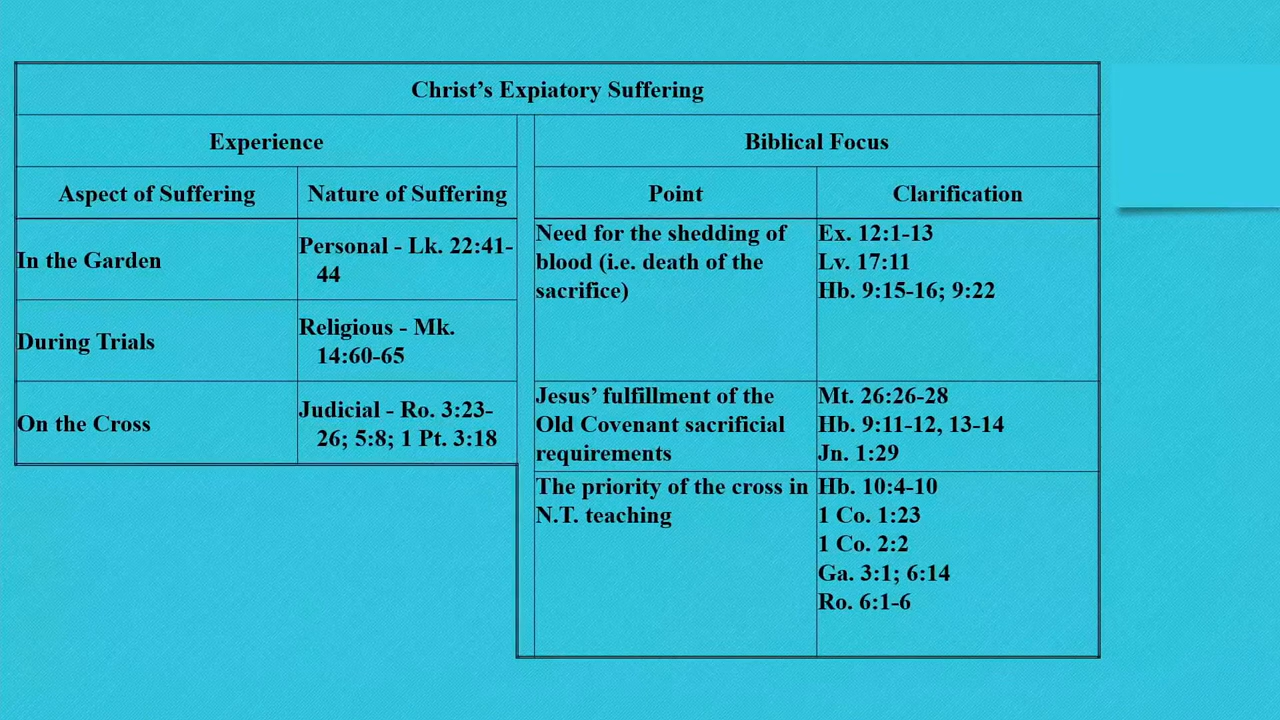 Christ’s Expiatory Suffering
Experience
Biblical Focus
Aspect of Suffering
Nature of Suffering
Point
Clarification
In the Garden
Personal - Lk. 22:41-
44
During Trials
Religious - Mk.
14:60-65
On the Cross
Judicial - Ro. 3:23-
26; 5:8; 1 Pt. 3:18
Need for the shedding of
blood (i.e. death of the
sacrifice)
Ex. 12:1-13
Lv. 17:11
Hb. 9:15-16; 9:22
Jesus’ fulfillment of the
Old Covenant sacrificial
requirements
Mt. 26:26-28
Hb. 9:11-12, 13-14
Jn. 1:29
The priority of the cross in
N.T. teaching
Hb. 10:4-10
1 Co. 1:23
1 Co. 2:2
Ga. 3:1; 6:14
Ro. 6:1-6